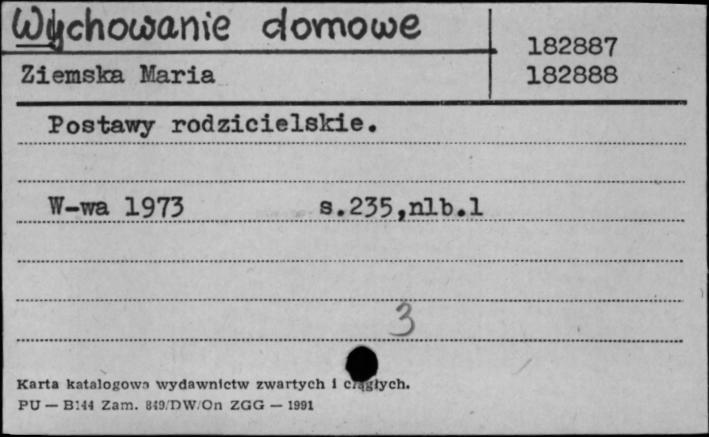 Wychowanie domowe
182887
Ziemska Maria
182888
Postawy rodzicielskie.
W-wa 1973 s.235,nlb.1
3
Karta katalogowa wydawnictw zwartych i ciągłych.
PU — B144 Zam. 849/DW/On ZGG — 1991